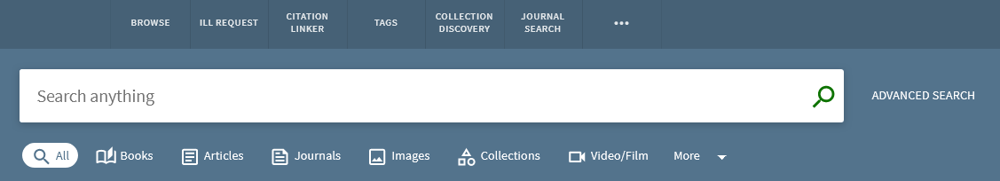 BROWSE
ILL REQUEST
CITATION
LINKER
TAGS
COLLECTION
DISCOVERY
JOURNAL
SEARCH
Search anything
ADVANCED SEARCH
All
Books
Articles
Journals
Images
Collections
Video/Film
More